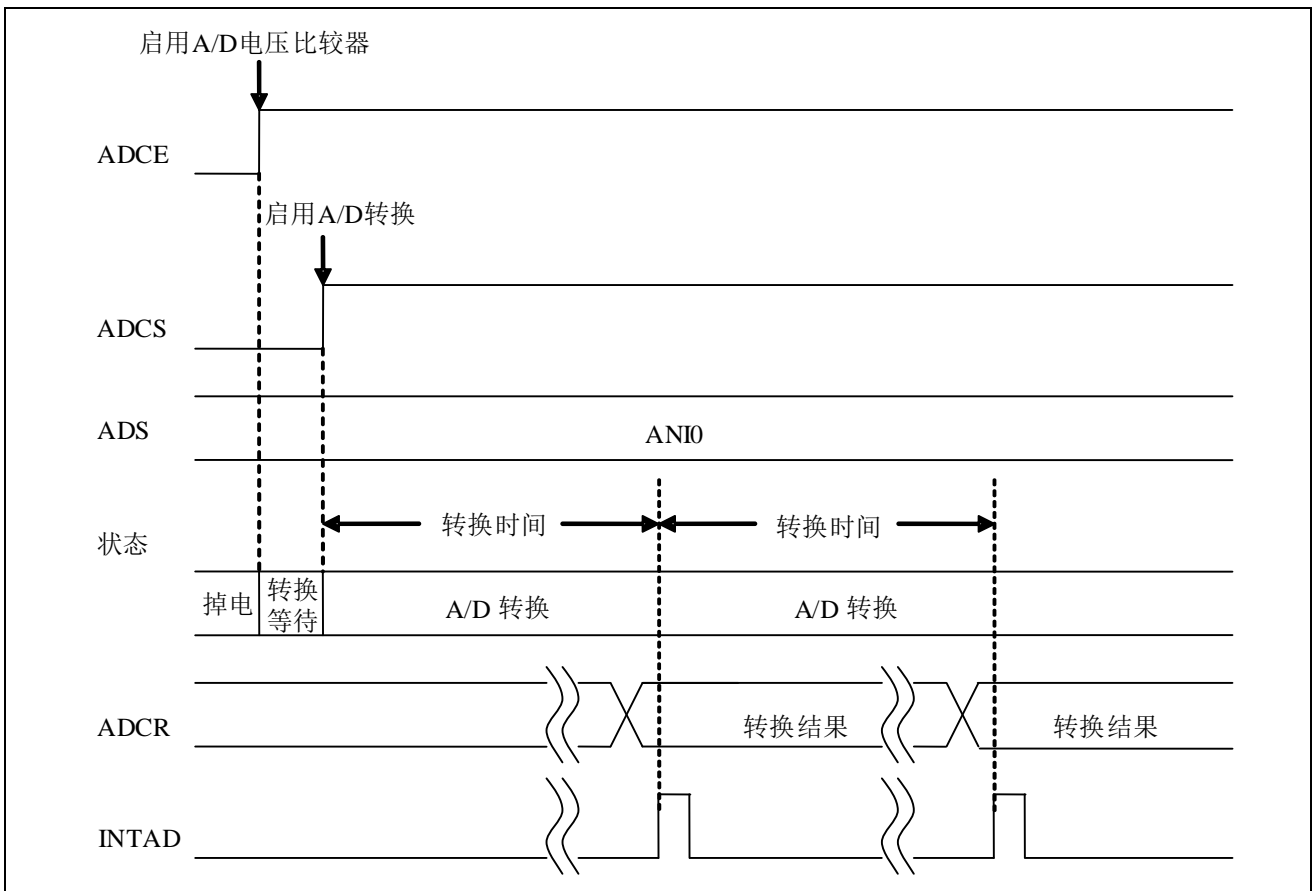 启用A/D电压比较器
ADCE
启用A/D转换
ADCS
ADS
ANI0
转换时间
转换时间
状态
掉电
转换
等待
A/D 转换
A/D 转换
ADCR
转换结果
转换结果
INTAD